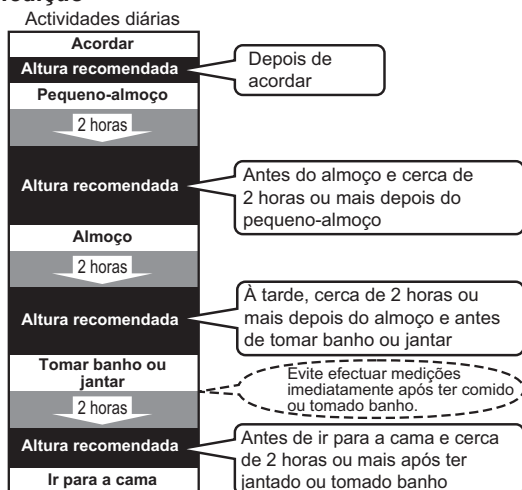 Actividades diárias
Acordar
Altura recomendada
Depois de
acordar
Pequeno-almoço
2 horas
Altura recomendada
Antes do almoço e cerca de
2 horas ou mais depois do
pequeno-almoço
Almoço
2 horas
Altura recomendada
À tarde, cerca de 2 horas ou
mais depois do almoço e antes
de tomar banho ou jantar
Tomar banho ou
jantar
Evite efectuar medições
imediatamente após ter comido
ou tomado banho.
2 horas
Altura recomendada
Antes de ir para a cama e cerca
de 2 horas ou mais após ter
jantado ou tomado banho
Ir para a cama